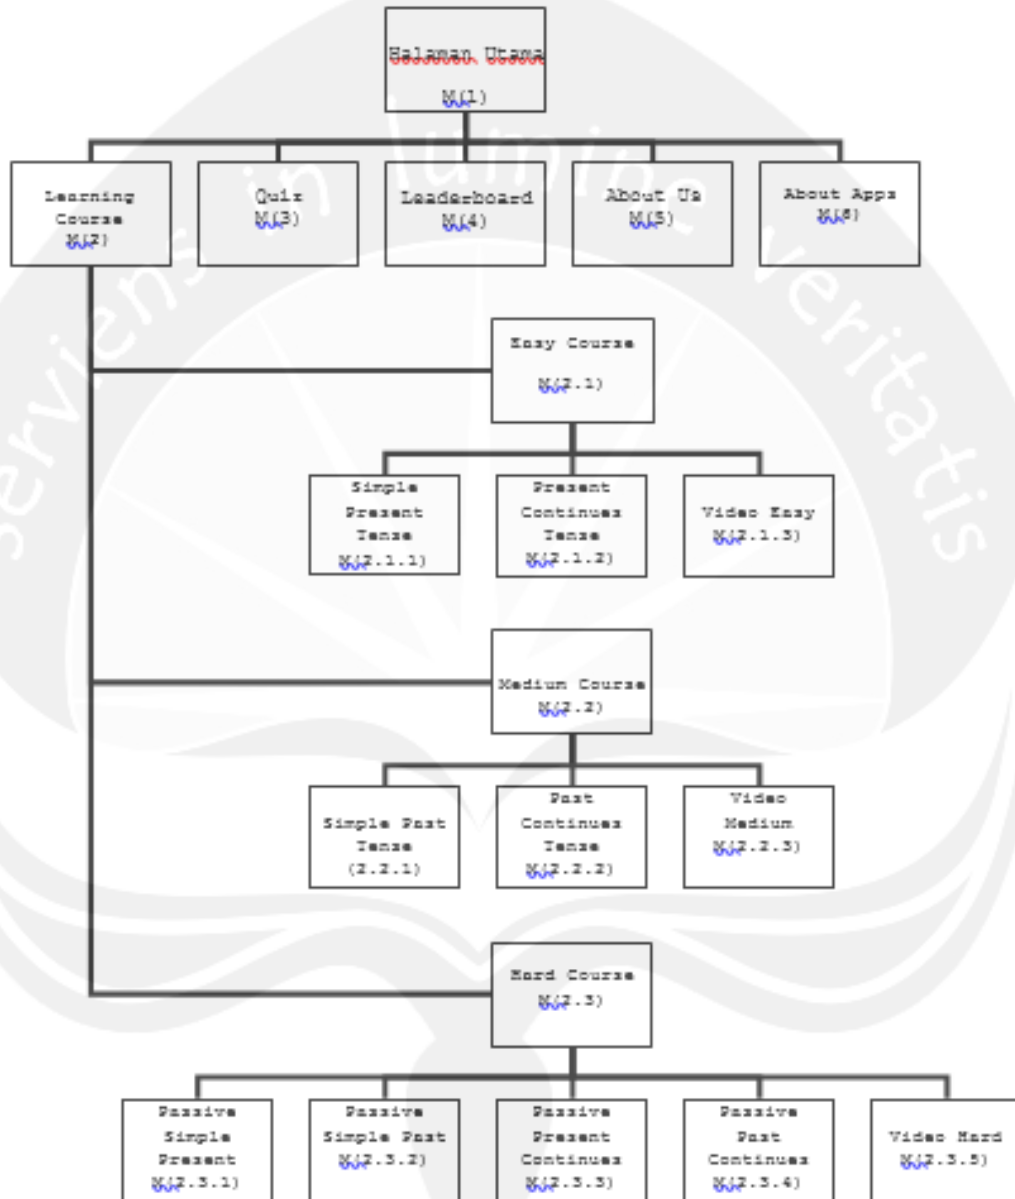 Halaman Utama
M(1)
Learning
Course
M(2)
Quiz
M(3)
Leaderboard
M(4)
About Us
M(5)
About Apps
M(6)
Easy Course
M(2.1)
Simple
Present
Tense
M(2.1.1)
Present
Continues
Tense
M(2.1.2)
Video Easy
M(2.1.3)
Medium Course
M(2.2)
Simple Past
Tense
(2.2.1)
Past
Continues
Tense
M(2.2.2)
Video
Medium
M(2.2.3)
Hard Course
M(2.3)
Passive
Simple
Present
M(2.3.1)
Passive
Simple Past
M(2.3.2)
Passive
Present
Continues
M(2.3.3)
Passive
Past
Continues
M(2.3.4)
Video Hard
M(2.3.5)
serviens in lumine veritatis